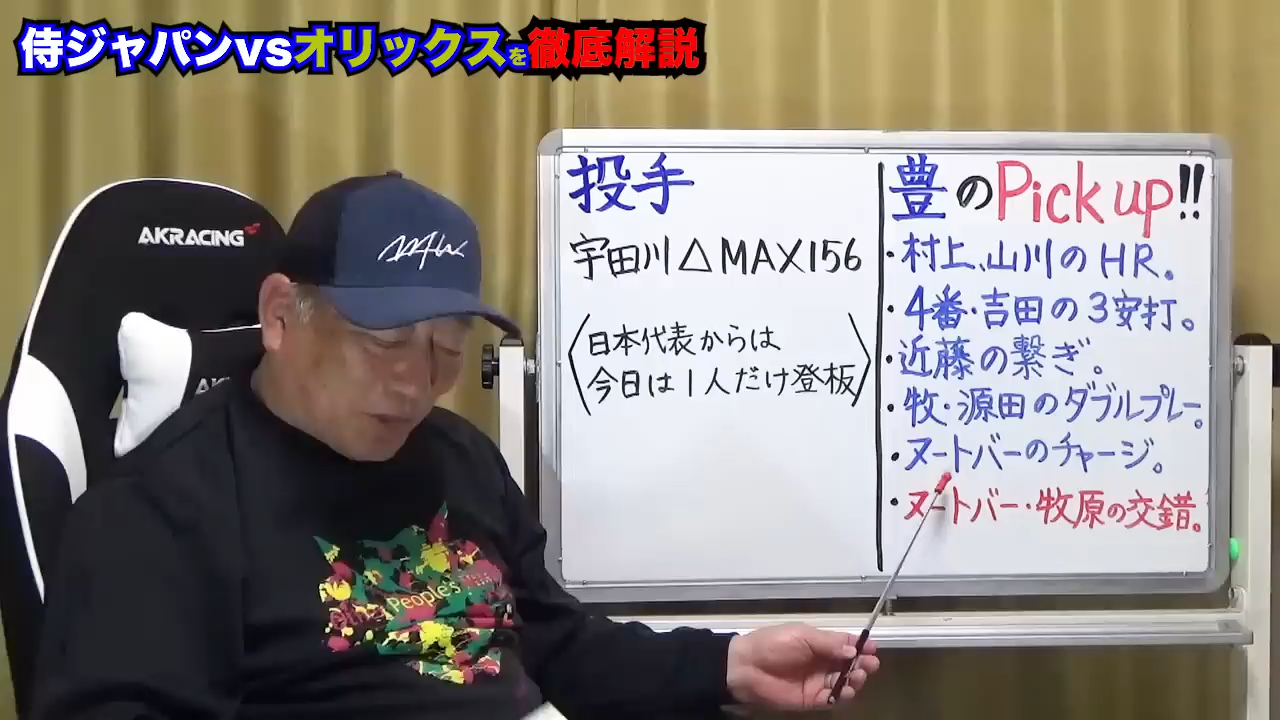 侍ジャパンvsオリックスを徹底解説
投手
宇田川△MAX156
日本代表からは
今日は1人だけ登板
豊のPick up!!
・村上、山川のHR。
・4番・吉田の3安打。
・近藤の繋ぎ。
・牧・源田のダブルプレー。
・ヌートバーのチャージ。
・ヌートバー・牧原の交錯。
AKRACING
AK
People's